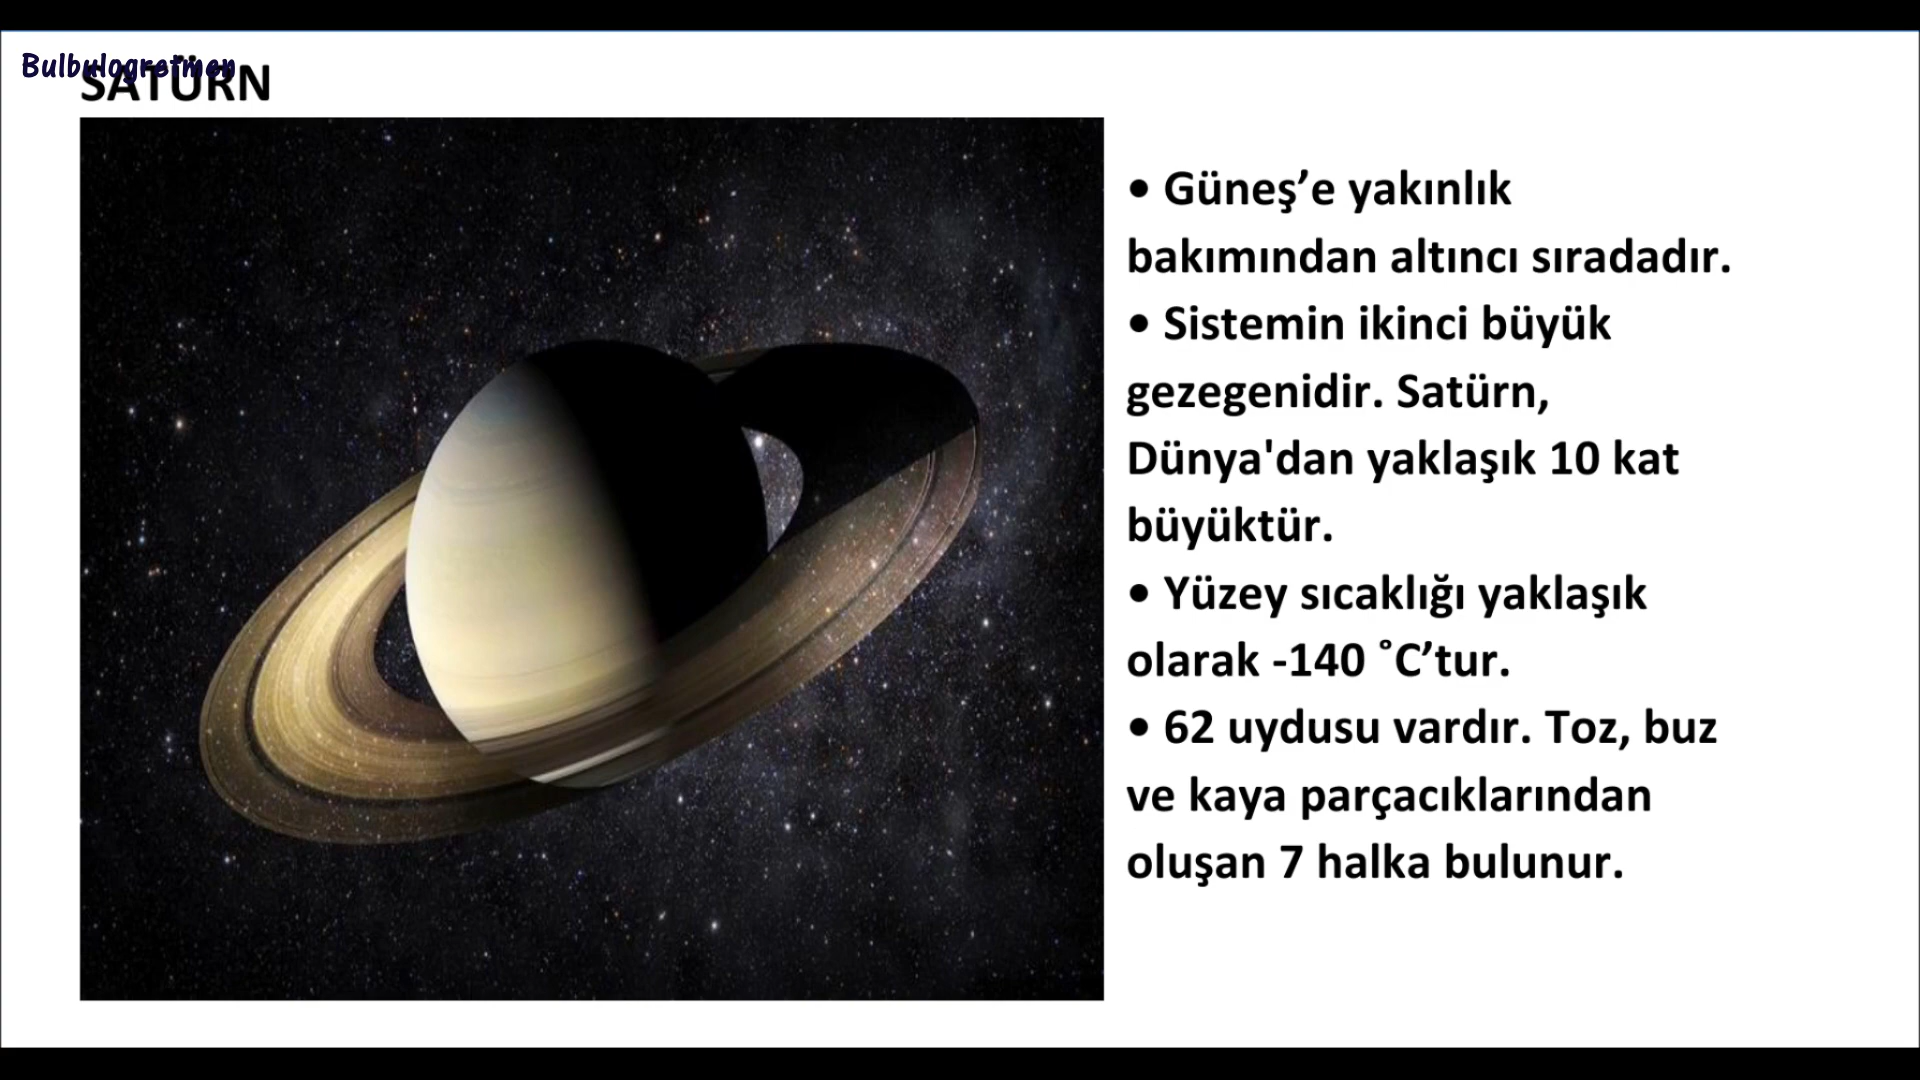 Bulbulogretmen
SATÜRN
• Güneş’e yakınlık
bakımından altıncı sıradadır.
• Sistemin ikinci büyük
gezegenidir. Satürn,
Dünya'dan yaklaşık 10 kat
büyüktür.
• Yüzey sıcaklığı yaklaşık
olarak -140 ˚C’tur.
• 62 uydusu vardır. Toz, buz
ve kaya parçacıklarından
oluşan 7 halka bulunur.